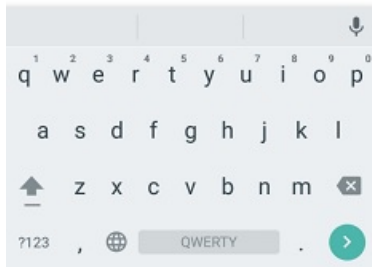 1 2 3 4 5 6 7 8 9 0
q w e r t y u i o p
a s d f g h j k l
z x c v b n m
?123 , QWERTY .